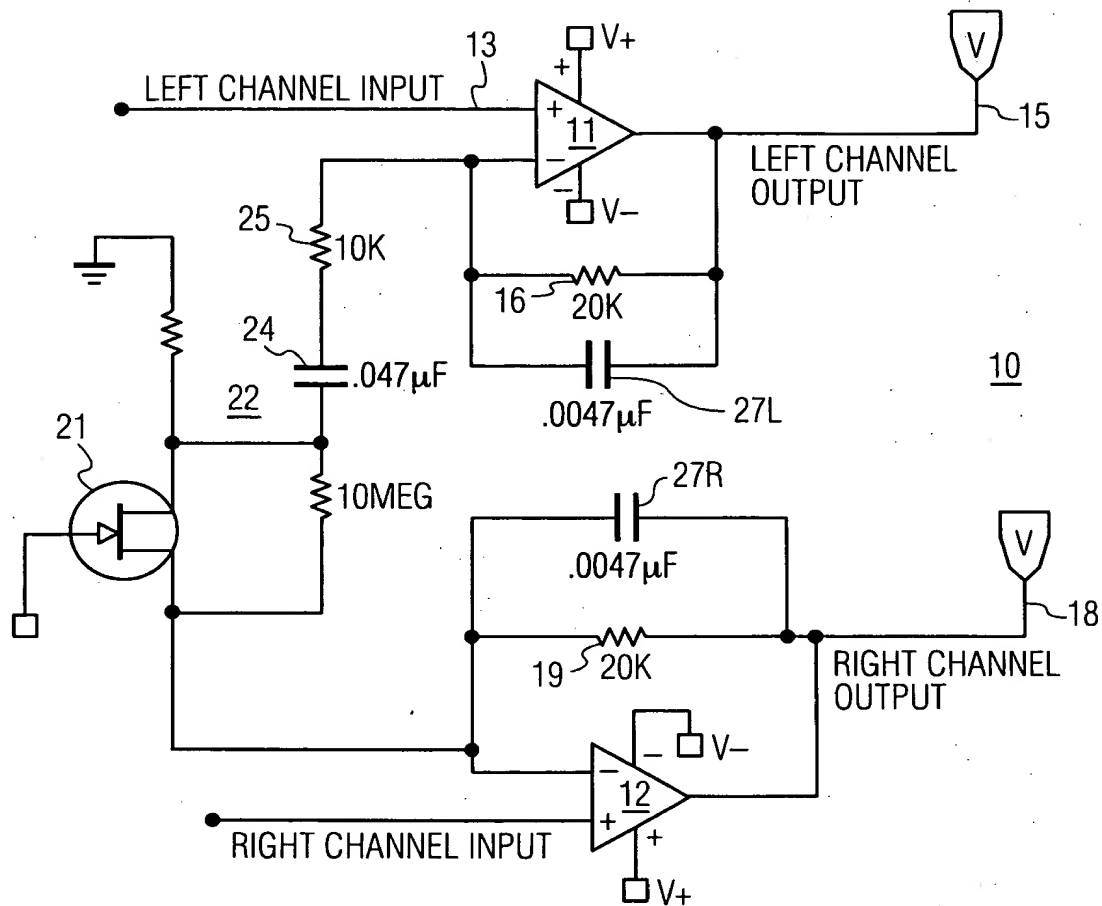 13
V+
V
LEFT CHANNEL INPUT
+
+
11
15
−
−
V−
LEFT CHANNEL
OUTPUT
25
10K
16
20K
24
.047µF
10
22
.0047µF
27L
21
10MEG
27R
.0047µF
V
18
19
20K
RIGHT CHANNEL
OUTPUT
−
V−
−
12
+
RIGHT CHANNEL INPUT
+
V+